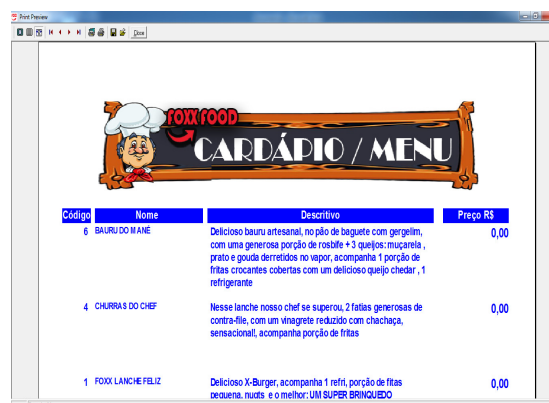 Print Preview
Close
FOXX FOOD
CARDÁPIO / MENU
Código Nome Descritivo Preço R$
6 BAURU DO MANÉ Delicioso bauru artesanal, no pão de baguete com gergelim, 0,00
com uma generosa porção de rosbife + 3 queijos: muçarela ,
prato e gouda derretidos no vapor, acompanha 1 porção de
fritas crocantes cobertas com um delicioso queijo chedar , 1
refrigerante
4 CHURRAS DO CHEF Nesse lanche nosso chef se superou, 2 fatias generosas de 0,00
contra-file, com um vinagrete reduzido com chachaça,
sensacional!, acompanha porção de fritas
1 FOXX LANCHE FELIZ Delicioso X-Burger, acompanha 1 refri, porção de fitas 0,00
pequena, nugts e o melhor: UM SUPER BRINQUEDO